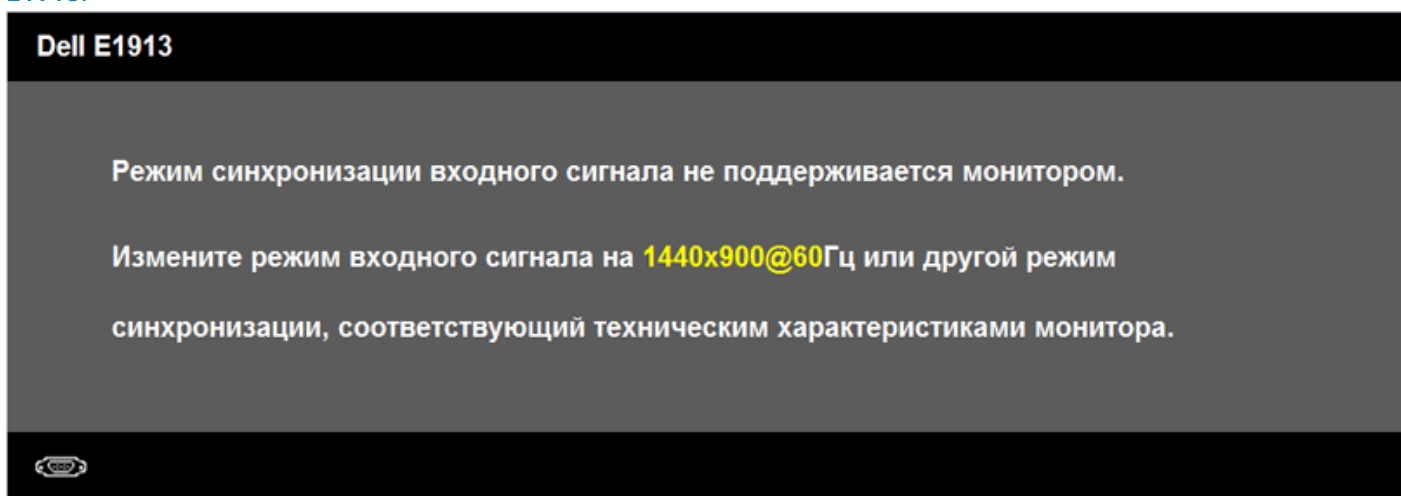 Dell E1913
Режим синхронизации входного сигнала не поддерживается монитором.
Измените режим входного сигнала на 1440x900@60Гц или другой режим
синхронизации, соответствующий техническим характеристиками монитора.